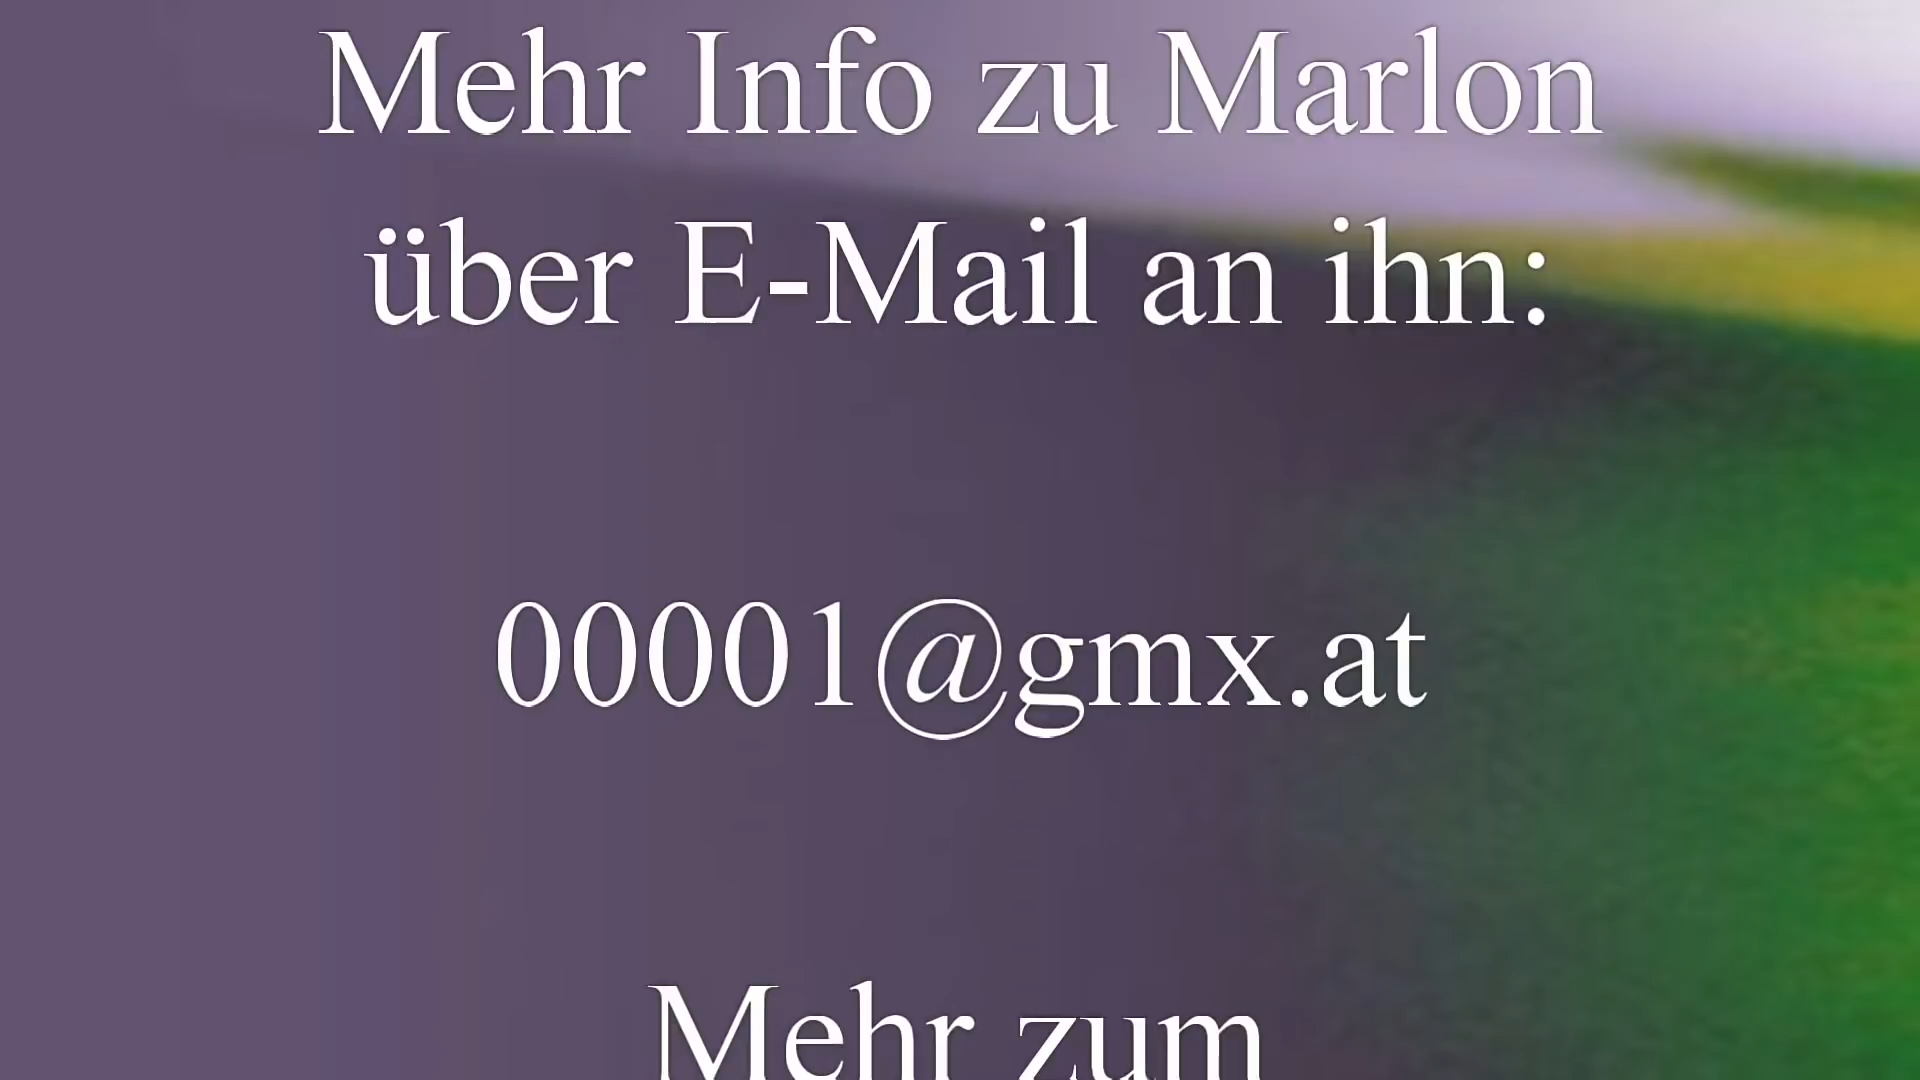 Mehr Info zu Marlon
über E-Mail an ihn:
00001@gmx.at
Mehr zum